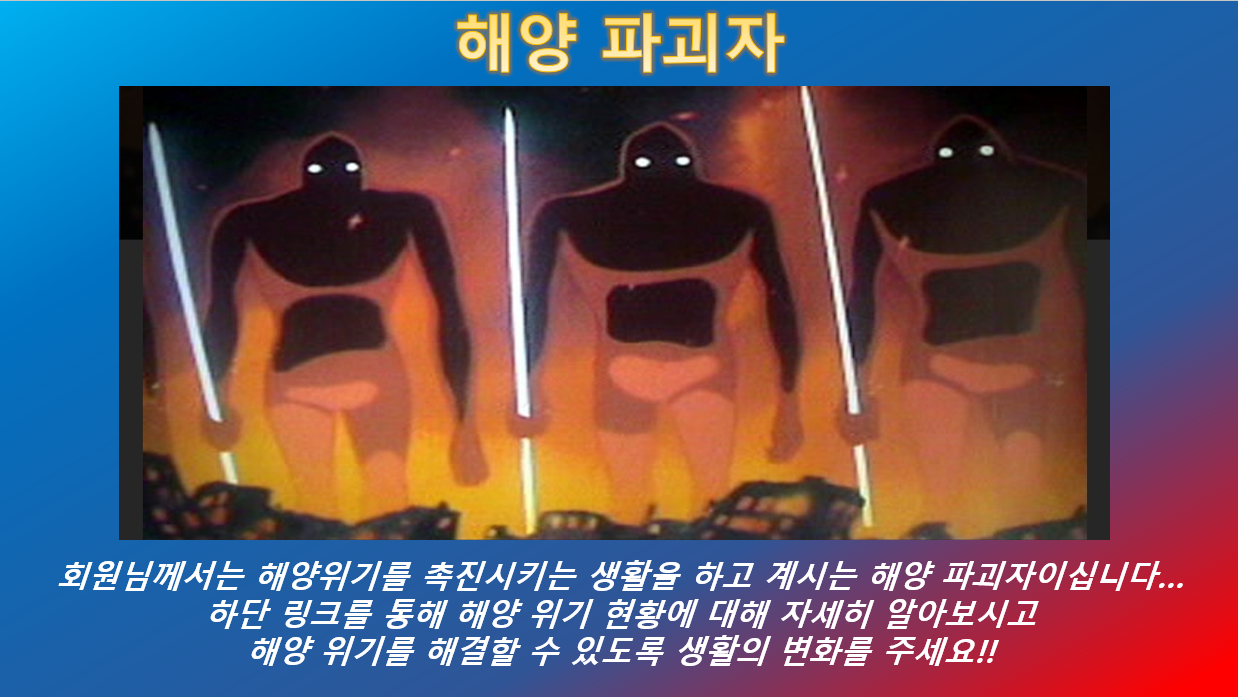 해양 파괴자
회원님께서는 해양위기를 촉진시키는 생활을 하고 계시는 해양 파괴자이십니다...
하단 링크를 통해 해양 위기 현황에 대해 자세히 알아보시고
해양 위기를 해결할 수 있도록 생활의 변화를 주세요!!